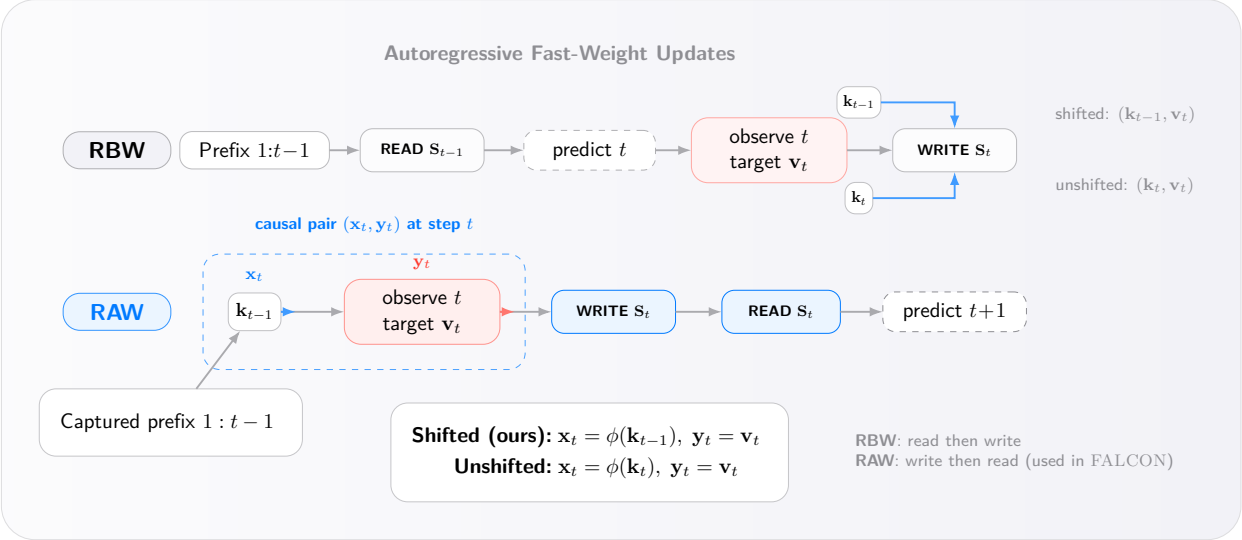 Autoregressive Fast-Weight Updates
RBW
Prefix 1:t−1
READ S_{t−1}
predict t
observe t
target v_t
k_{t−1}
k_t
WRITE S_t
shifted: (k_{t−1}, v_t)
unshifted: (k_t, v_t)
causal pair (x_t, y_t) at step t
RAW
x_t
k_{t−1}
y_t
observe t
target v_t
WRITE S_t
READ S_t
predict t+1
Captured prefix 1 : t − 1
Shifted (ours): x_t = ϕ(k_{t−1}), y_t = v_t
Unshifted: x_t = ϕ(k_t), y_t = v_t
RBW: read then write
RAW: write then read (used in FALCON)